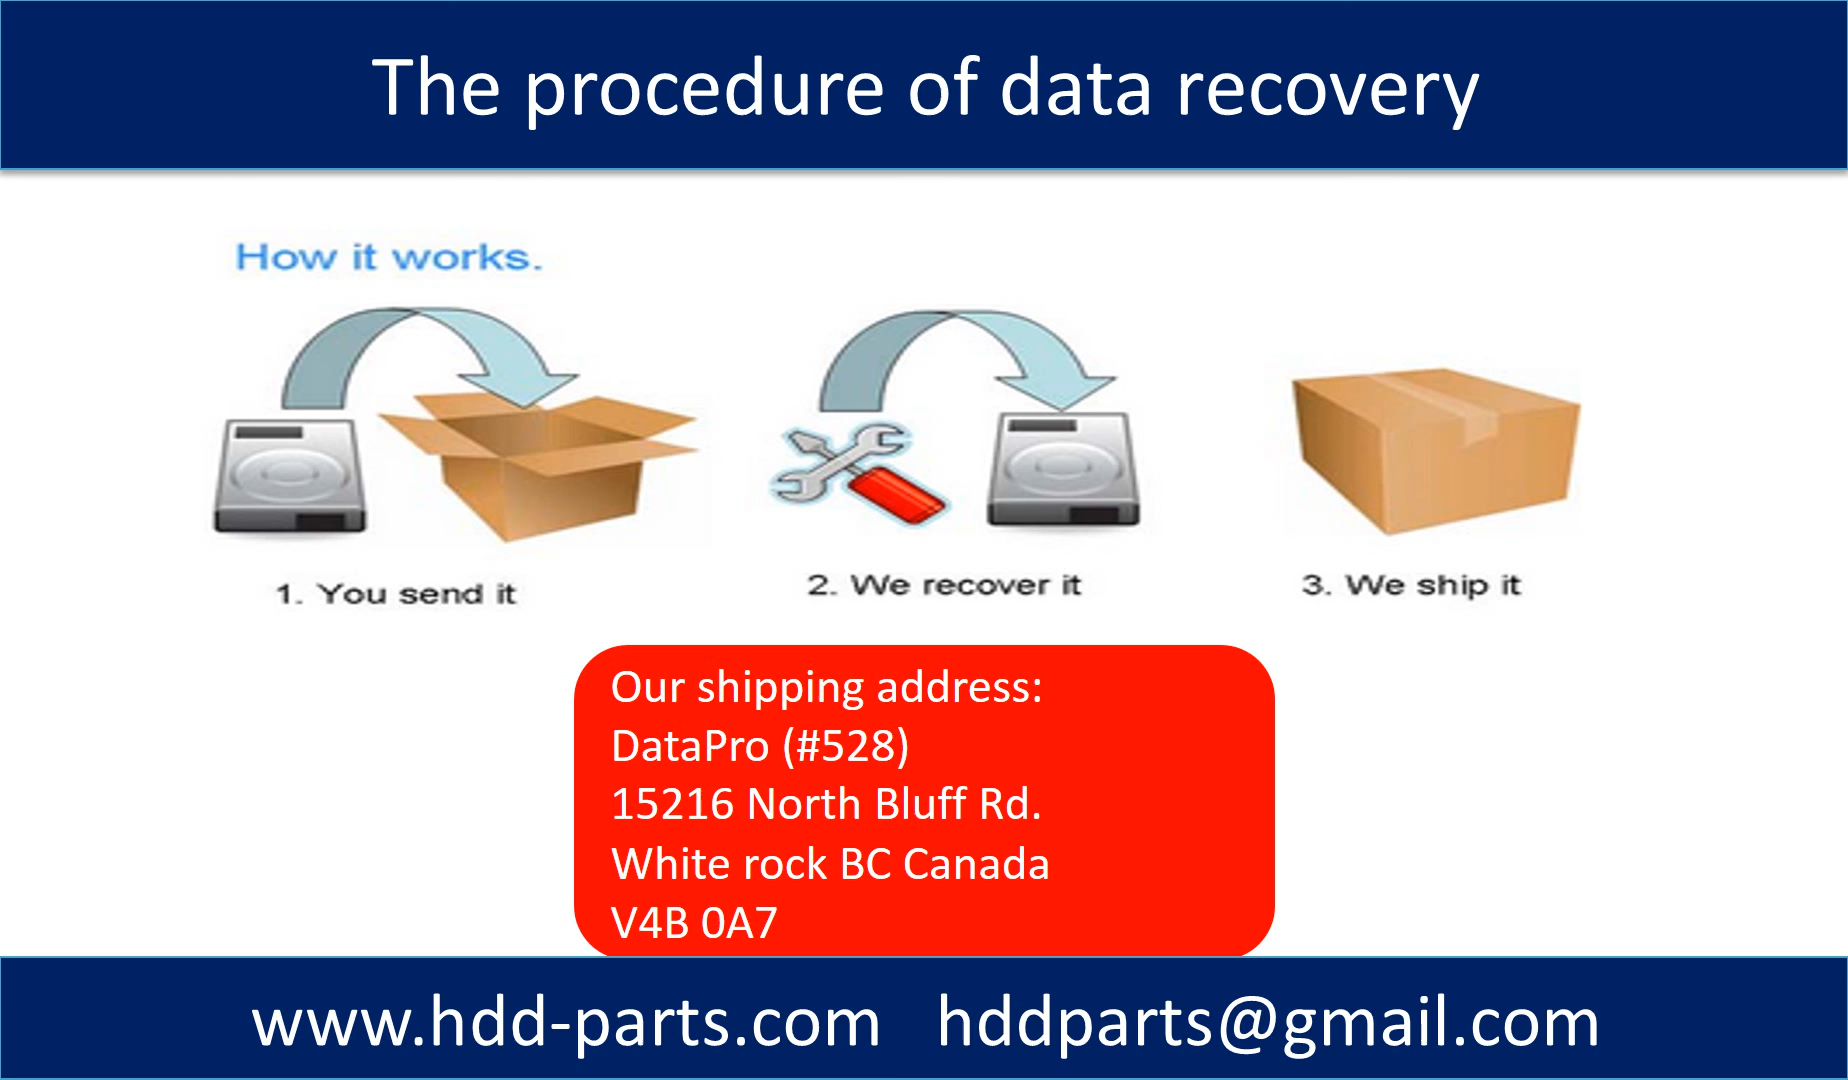 The procedure of data recovery
How it works.
1. You send it
2. We recover it
3. We ship it
Our shipping address:
DataPro (#528)
15216 North Bluff Rd.
White rock BC Canada
V4B 0A7
www.hdd-parts.com hddparts@gmail.com